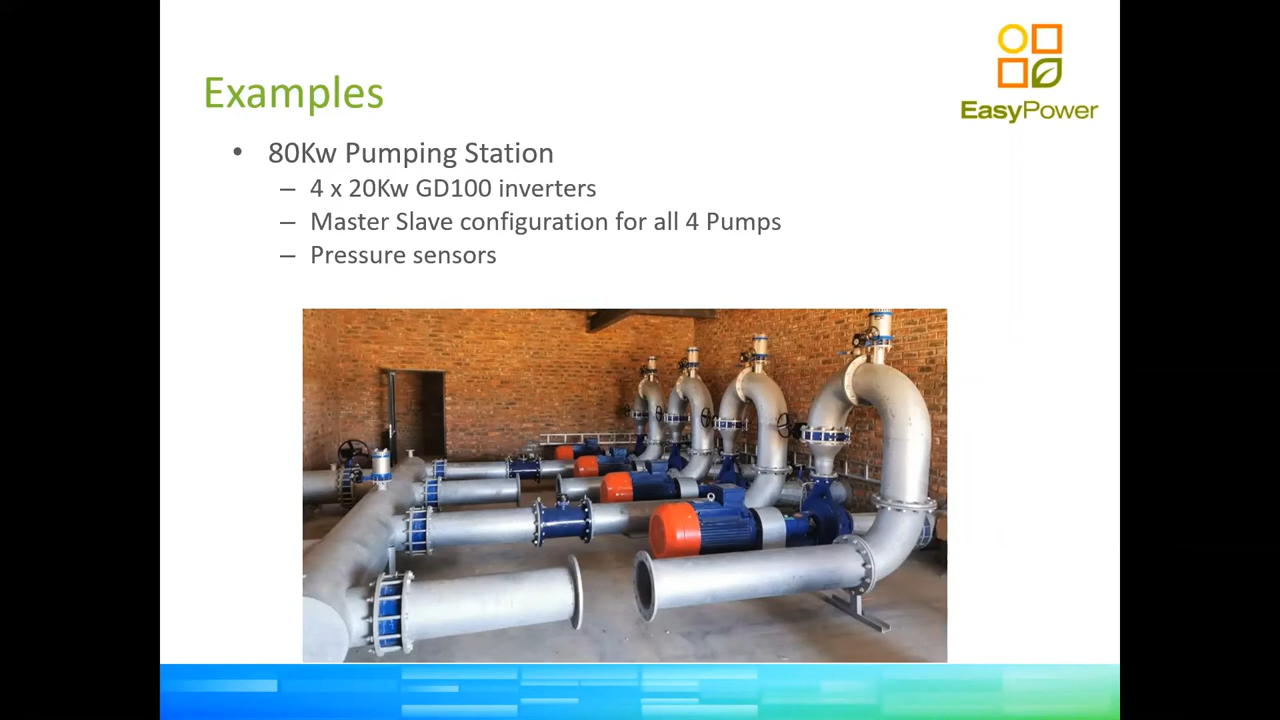 EasyPower
Examples
• 80Kw Pumping Station
– 4 x 20Kw GD100 inverters
– Master Slave configuration for all 4 Pumps
– Pressure sensors